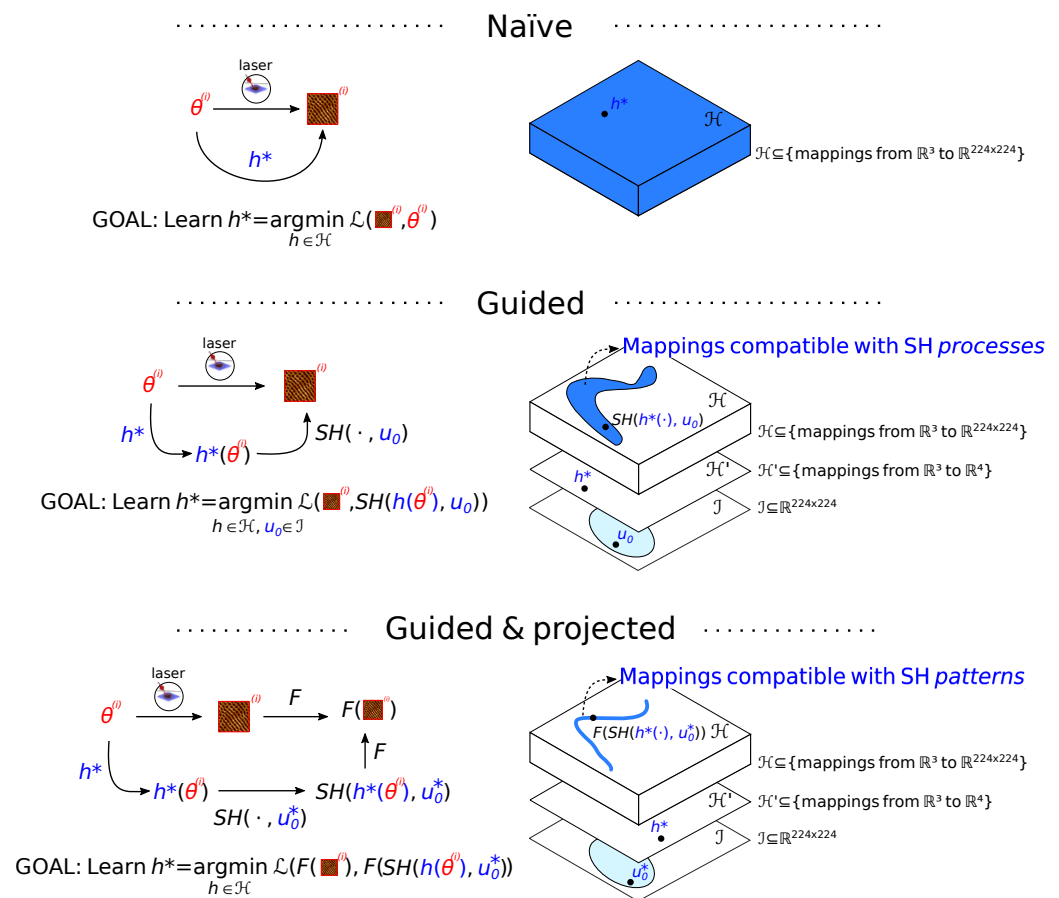 Naïve
laser
θ⁽ⁱ⁾ ⁽ⁱ⁾
h*
GOAL: Learn h*=argmin ℒ( ⁽ⁱ⁾,θ⁽ⁱ⁾)
h∈ℋ
h*
ℋ
ℋ⊆{mappings from ℝ³ to ℝ²²⁴ˣ²²⁴}
Guided
laser
θ⁽ⁱ⁾ ⁽ⁱ⁾
h*
h*(θ⁽ⁱ⁾)
SH( · , u₀)
GOAL: Learn h*=argmin ℒ( ⁽ⁱ⁾,SH(h(θ⁽ⁱ⁾), u₀))
h∈ℋ, u₀∈ℐ
Mappings compatible with SH processes
ℋ
SH(h*(·), u₀)
ℋ⊆{mappings from ℝ³ to ℝ²²⁴ˣ²²⁴}
ℋ'
h*
ℋ'⊆{mappings from ℝ³ to ℝ⁴}
ℐ
u₀
ℐ⊆ℝ²²⁴ˣ²²⁴
Guided & projected
laser
θ⁽ⁱ⁾ ⁽ⁱ⁾ F F( ⁽ⁱ⁾)
F
h*
h*(θ⁽ⁱ⁾) SH(h*(θ⁽ⁱ⁾), u₀*)
SH( · , u₀*)
GOAL: Learn h*=argmin ℒ(F( ⁽ⁱ⁾), F(SH(h(θ⁽ⁱ⁾), u₀*))
h∈ℋ
Mappings compatible with SH patterns
F(SH(h*(·), u₀*)) ℋ
ℋ⊆{mappings from ℝ³ to ℝ²²⁴ˣ²²⁴}
ℋ'
h*
ℋ'⊆{mappings from ℝ³ to ℝ⁴}
ℐ
u₀*
ℐ⊆ℝ²²⁴ˣ²²⁴